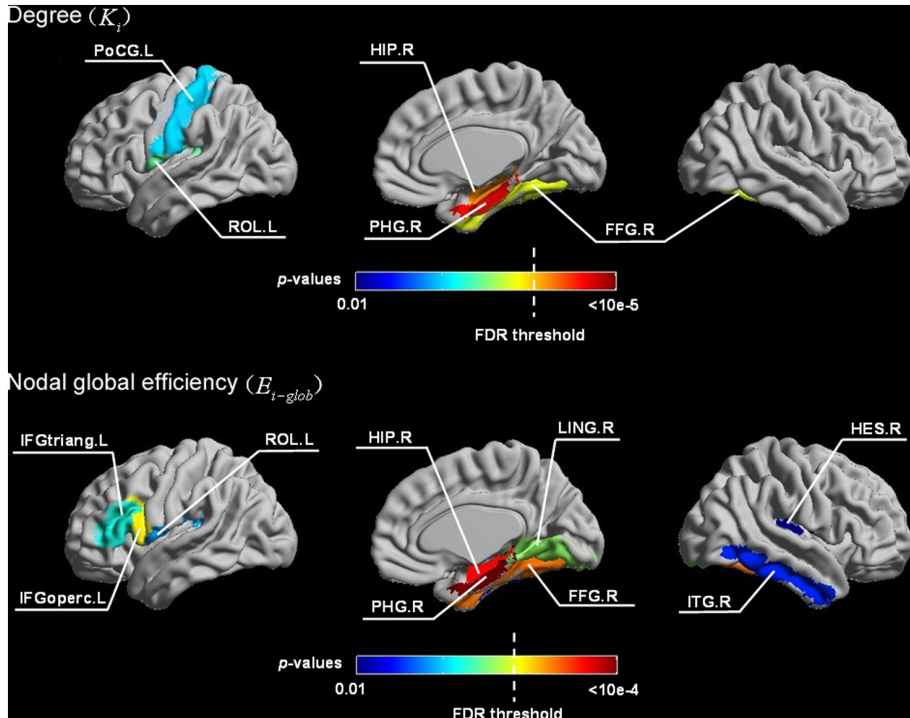 Degree (K_i)
PoCG.L
HIP.R
ROL.L
PHG.R
FFG.R
p-values
0.01
<10e-5
FDR threshold
Nodal global efficiency (E_{i-glob})
IFGtriang.L
ROL.L
HIP.R
LING.R
HES.R
IFGoperc.L
PHG.R
FFG.R
ITG.R
p-values
0.01
<10e-4
FDR threshold